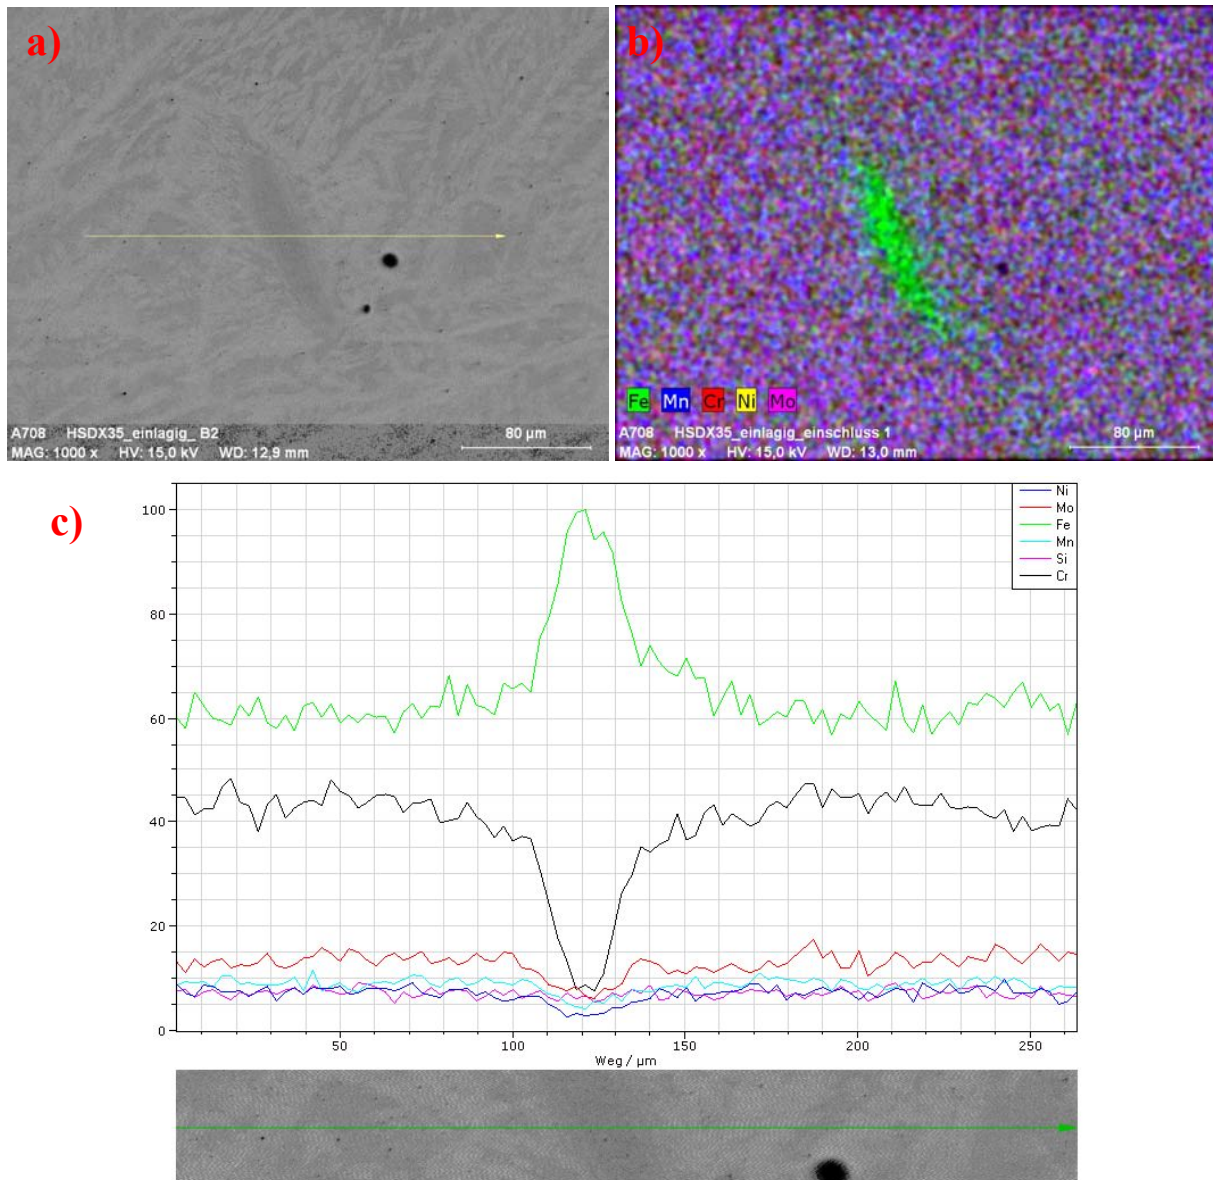 a)
A708 HSDX35_einlagig_ B2 80 µm
MAG: 1000 x HV: 15,0 kV WD: 12,9 mm
b)
Fe Mn Cr Ni Mo
A708 HSDX35_einlagig_einschluss 1 80 µm
MAG: 1000 x HV: 15,0 kV WD: 13,0 mm
c)
100
80
60
40
20
0
50 100 150 200 250
Weg / µm
Ni
Mo
Fe
Mn
Si
Cr